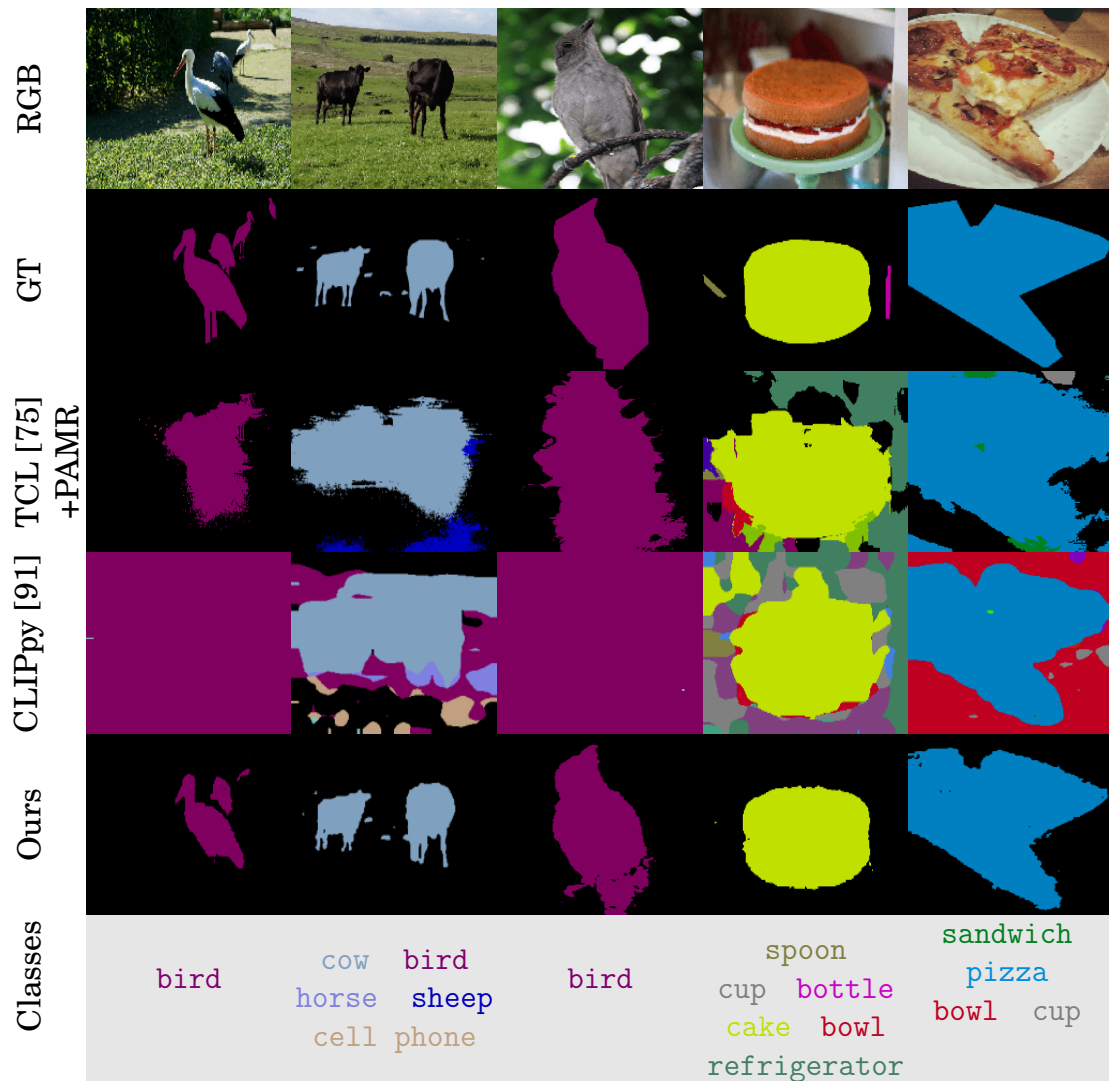 RGB
GT
TCL [75]
+PAMR
CLIPpy [91]
Ours
Classes
bird
cow bird
horse sheep
cell phone
bird
spoon
cup bottle
cake bowl
refrigerator
sandwich
pizza
bowl cup